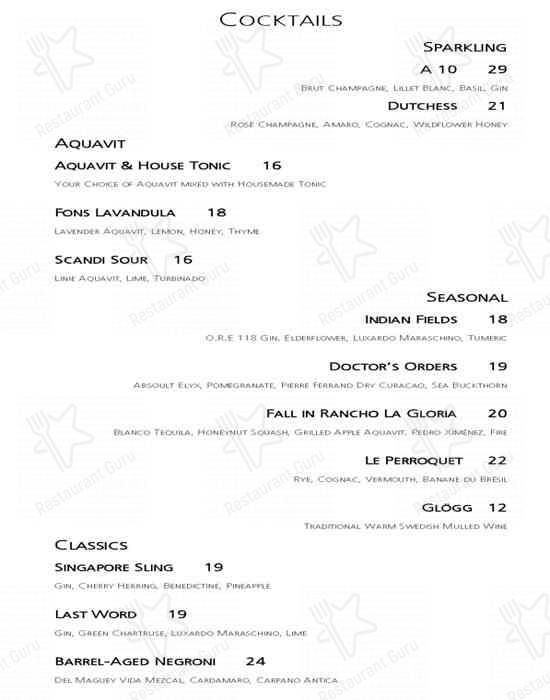 Cocktails
Sparkling
A 10 29
Brut Champagne, Lillet Blanc, Basil, Gin
Dutchess 21
Rosé Champagne, Amaro, Cognac, Wildflower Honey
Aquavit
Aquavit & House Tonic 16
Your Choice of Aquavit mixed with Housemade Tonic
Fons Lavandula 18
Lavender Aquavit, Lemon, Honey, Thyme
Scandi Sour 16
Linie Aquavit, Lime, Turbinado
Seasonal
Indian Fields 18
O.R.E 118 Gin, Elderflower, Luxardo Maraschino, Tumeric
Doctor's Orders 19
Absoult Elyx, Pomegranate, Pierre Ferrand Dry Curacao, Sea Buckthorn
Fall in Rancho La Gloria 20
Blanco Tequila, Honeynut Squash, Grilled Apple Aquavit, Pedro Ximénez, Fire
Le Perroquet 22
Rye, Cognac, Vermouth, Banane du Brésil
Glögg 12
Traditional Warm Swedish Mulled Wine
Classics
Singapore Sling 19
Gin, Cherry Herring, Benedictine, Pineapple
Last Word 19
Gin, Green Chartruse, Luxardo Maraschino, Lime
Barrel-Aged Negroni 24
Del Maguey Vida Mezcal, Cardamaro, Carpano Antica
Restaurant Guru